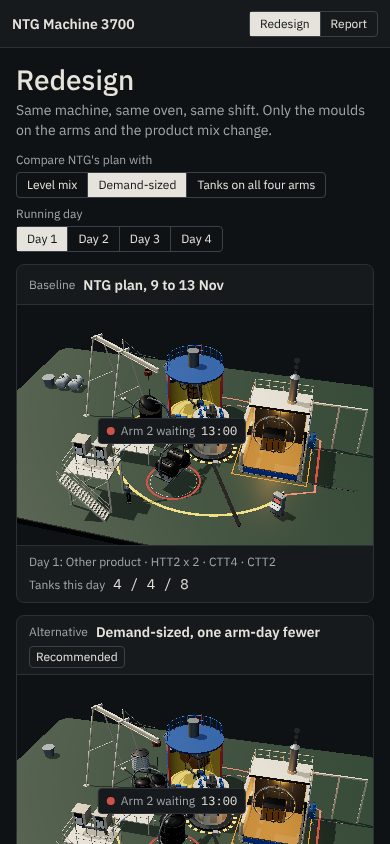 NTG Machine 3700
Redesign
Report
Redesign
Same machine, same oven, same shift. Only the moulds
on the arms and the product mix change.
Compare NTG's plan with
Level mix
Demand-sized
Tanks on all four arms
Running day
Day 1
Day 2
Day 3
Day 4
Baseline NTG plan, 9 to 13 Nov
Arm 2 waiting 13:00
Day 1: Other product · HTT2 x 2 · CTT4 · CTT2
Tanks this day 4 / 4 / 8
Alternative Demand-sized, one arm-day fewer
Recommended
Arm 2 waiting 13:00